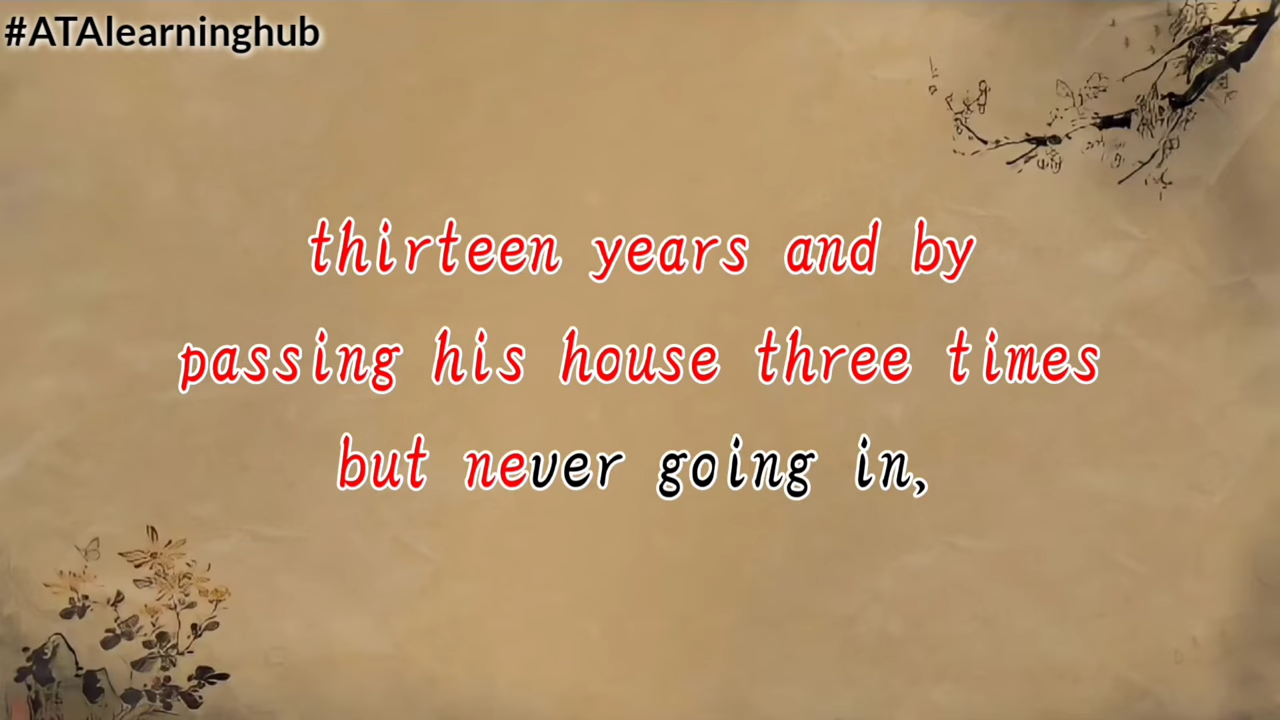 #ATAlearninghub
thirteen years and by
passing his house three times
but never going in,